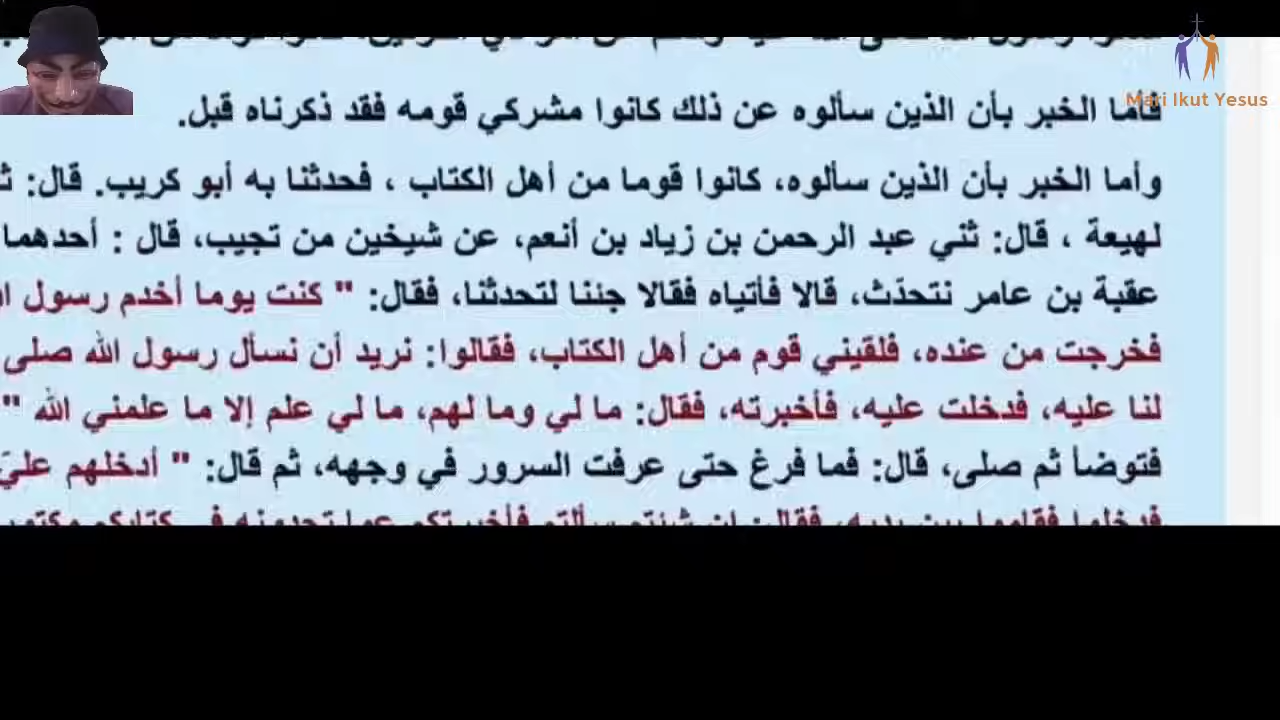 Mari Ikut Yesus
فأما الخبر بأن الذين سألوه عن ذلك كانوا مشركي قومه فقد ذكرناه قبل.
وأما الخبر بأن الذين سألوه، كانوا قوما من أهل الكتاب ، فحدثنا به أبو كريب. قال:
لهيعة ، قال: ثني عبد الرحمن بن زياد بن أنعم، عن شيخين من تجيب، قال : أحدهما
عقبة بن عامر نتحدّث، قالا فأتياه فقالا جئنا لتحدثنا، فقال: " كنت يوما أخدم رسول
فخرجت من عنده، فلقيني قوم من أهل الكتاب، فقالوا: نريد أن نسأل رسول الله صلى
لنا عليه، فدخلت عليه، فأخبرته، فقال: ما لي وما لهم، ما لي علم إلا ما علمني الله "
فتوضأ ثم صلى، قال: فما فرغ حتى عرفت السرور في وجهه، ثم قال: " أدخلهم عليّ